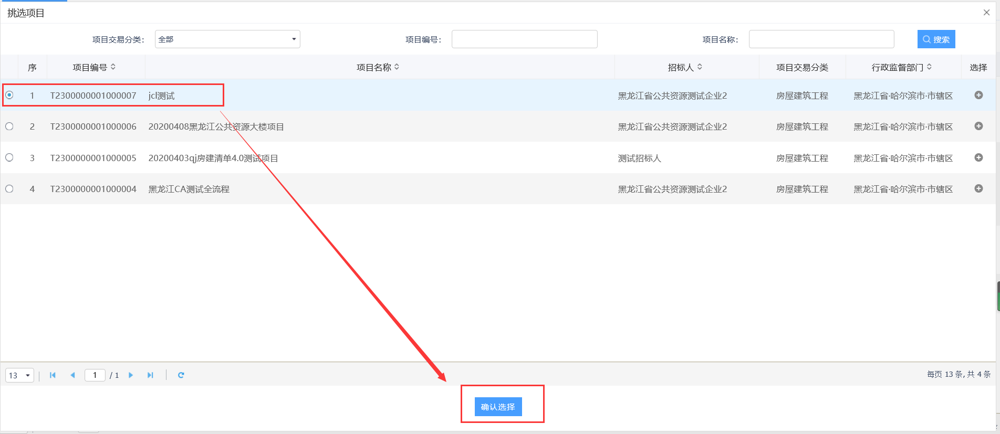 挑选项目
项目交易分类： 全部 项目编号： 项目名称： 搜索
序 项目编号 项目名称 招标人 项目交易分类 行政监督部门 选择
1 T2300000001000007 jcl测试 黑龙江省公共资源测试企业2 房屋建筑工程 黑龙江省·哈尔滨市·市辖区
2 T2300000001000006 20200408黑龙江公共资源大楼项目 黑龙江省公共资源测试企业2 房屋建筑工程 黑龙江省·哈尔滨市·市辖区
3 T2300000001000005 20200403qj房建清单4.0测试项目 测试招标人 房屋建筑工程 黑龙江省·哈尔滨市·市辖区
4 T2300000001000004 黑龙江CA测试全流程 黑龙江省公共资源测试企业2 房屋建筑工程 黑龙江省·哈尔滨市·市辖区
13 1 / 1 每页 13 条, 共 4 条
确认选择